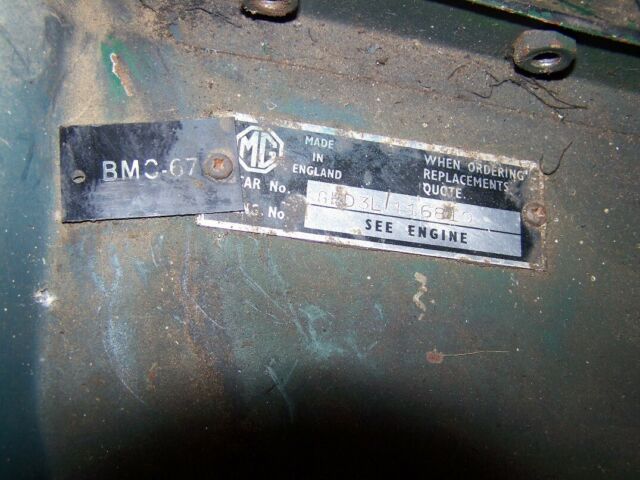 BMC-67
MG
MADE
IN
ENGLAND
WHEN ORDERING
REPLACEMENTS
QUOTE.
CAR No.
No
SEE ENGINE